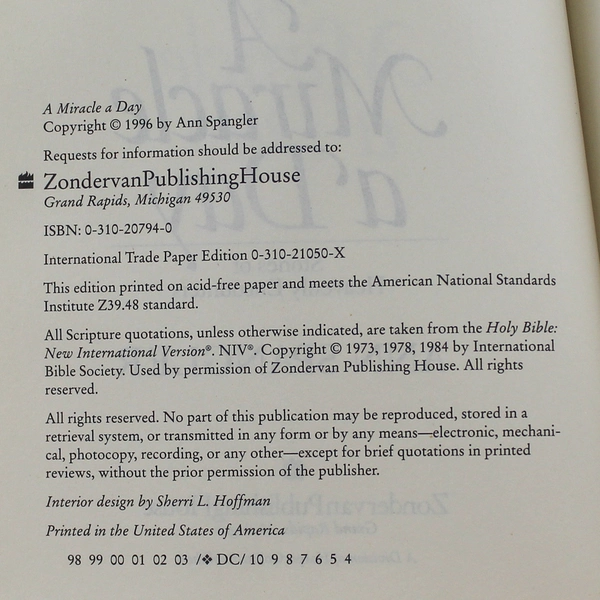 A Miracle a Day
Copyright © 1996 by Ann Spangler
Requests for information should be addressed to:
ZondervanPublishingHouse
Grand Rapids, Michigan 49530
ISBN: 0-310-20794-0
International Trade Paper Edition 0-310-21050-X
This edition printed on acid-free paper and meets the American National Standards
Institute Z39.48 standard.
All Scripture quotations, unless otherwise indicated, are taken from the Holy Bible:
New International Version®. NIV®. Copyright © 1973, 1978, 1984 by International
Bible Society. Used by permission of Zondervan Publishing House. All rights
reserved.
All rights reserved. No part of this publication may be reproduced, stored in a
retrieval system, or transmitted in any form or by any means—electronic, mechani-
cal, photocopy, recording, or any other—except for brief quotations in printed
reviews, without the prior permission of the publisher.
Interior design by Sherri L. Hoffman
Printed in the United States of America
98 99 00 01 02 03 /❖ DC/ 10 9 8 7 6 5 4